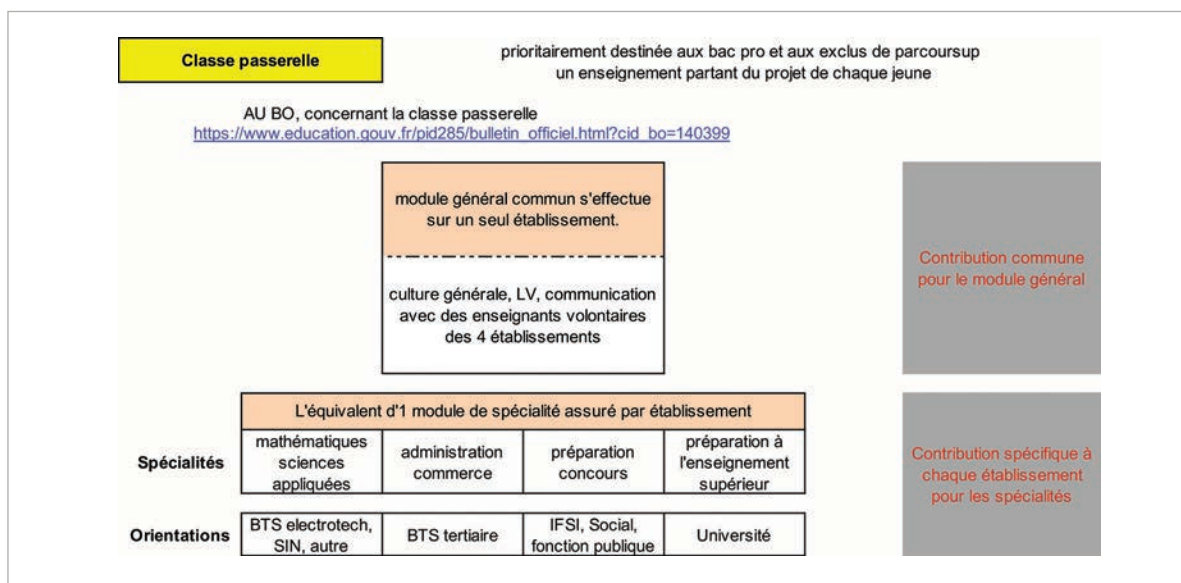 Classe passerelle
prioritairement destinée aux bac pro et aux exclus de parcoursup
un enseignement partant du projet de chaque jeune
AU BO, concernant la classe passerelle
https://www.education.gouv.fr/pid285/bulletin_officiel.html?cid_bo=140399
module général commun s'effectue
sur un seul établissement.
culture générale, LV, communication
avec des enseignants volontaires
des 4 établissements
Contribution commune
pour le module général
L'équivalent d'1 module de spécialité assuré par établissement
Spécialités
mathématiques
sciences
appliquées
administration
commerce
préparation
concours
préparation à
l'enseignement
supérieur
Contribution spécifique à
chaque établissement
pour les spécialités
Orientations
BTS electrotech,
SIN, autre
BTS tertiaire
IFSI, Social,
fonction publique
Université